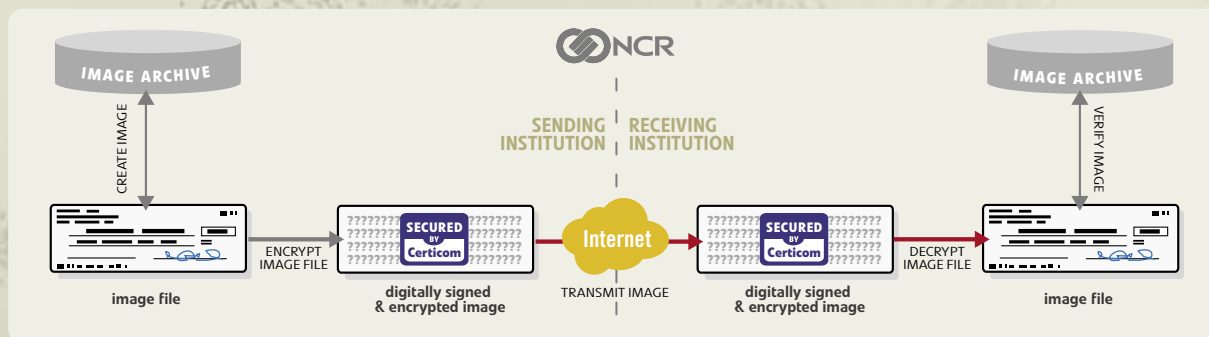 NCR
IMAGE ARCHIVE
IMAGE ARCHIVE
CREATE IMAGE
SENDING
INSTITUTION
RECEIVING
INSTITUTION
VERIFY IMAGE
ENCRYPT
IMAGE FILE
????????
????????
????????
????????
SECURED
BY
Certicom
????????
????????
????????
????????
Internet
TRANSMIT IMAGE
????????
????????
????????
????????
SECURED
BY
Certicom
????????
????????
????????
????????
DECRYPT
IMAGE FILE
image file
digitally signed
& encrypted image
digitally signed
& encrypted image
image file